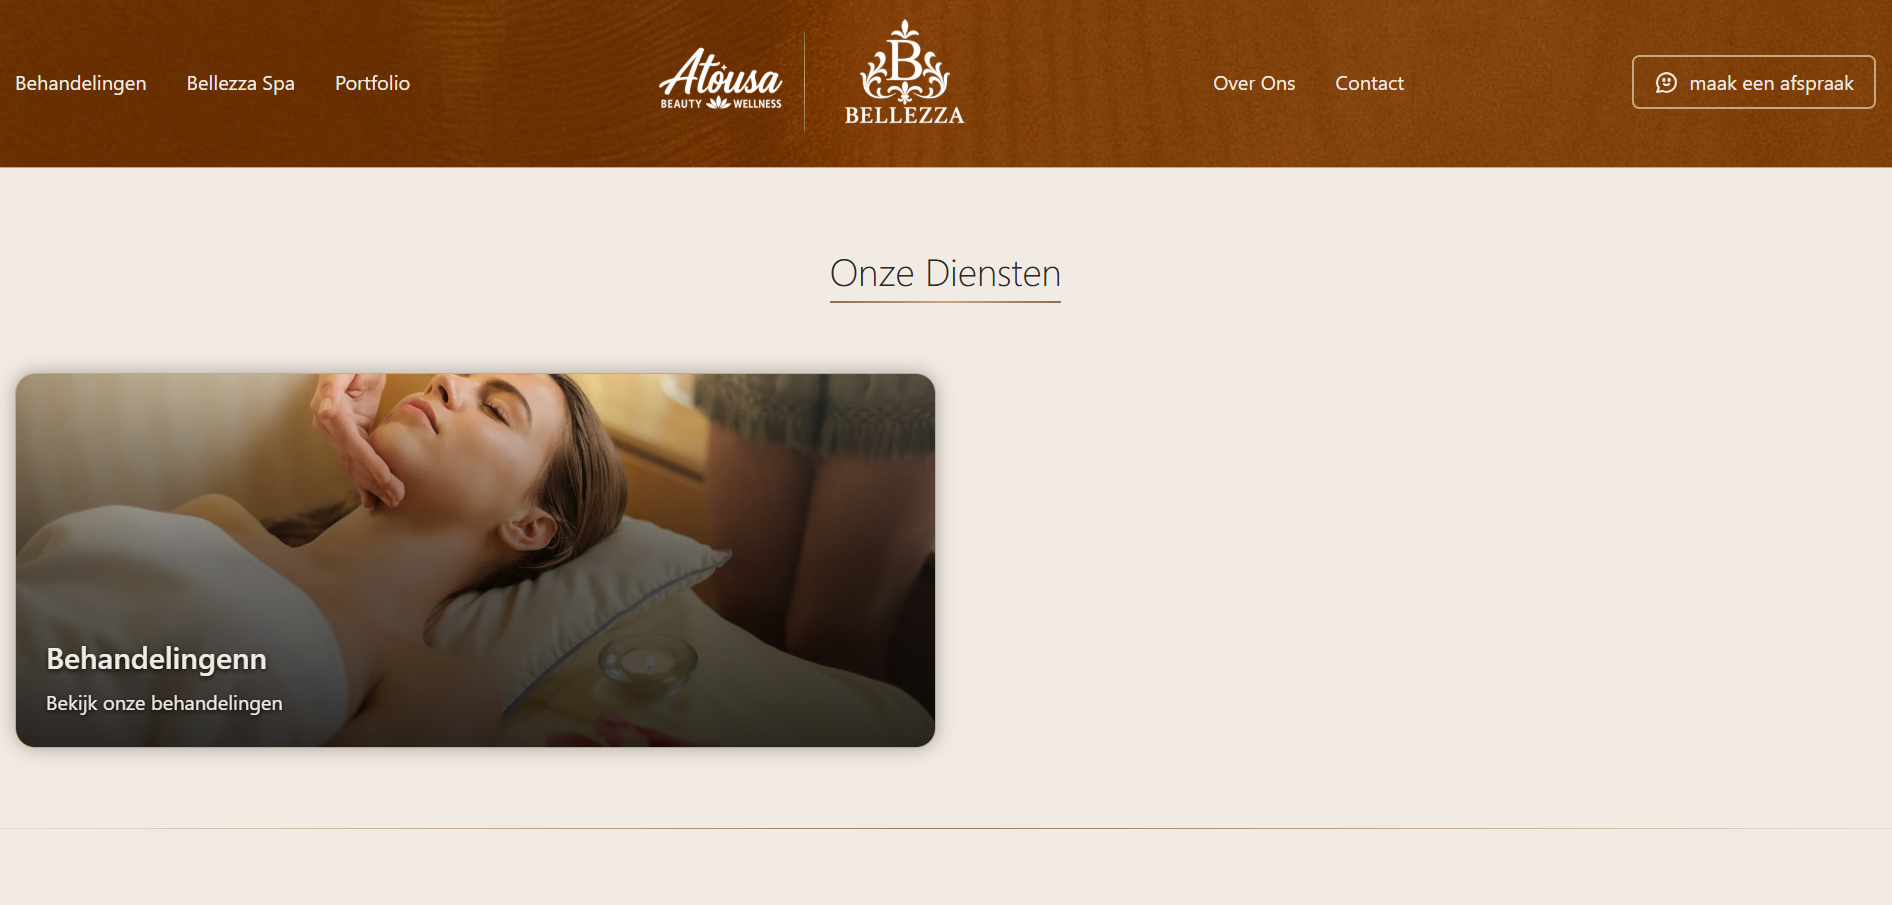 Behandelingen
Bellezza Spa
Portfolio
Atousa
BEAUTY WELLNESS
B
BELLEZZA
Over Ons
Contact
maak een afspraak
Onze Diensten
Behandelingenn
Bekijk onze behandelingen